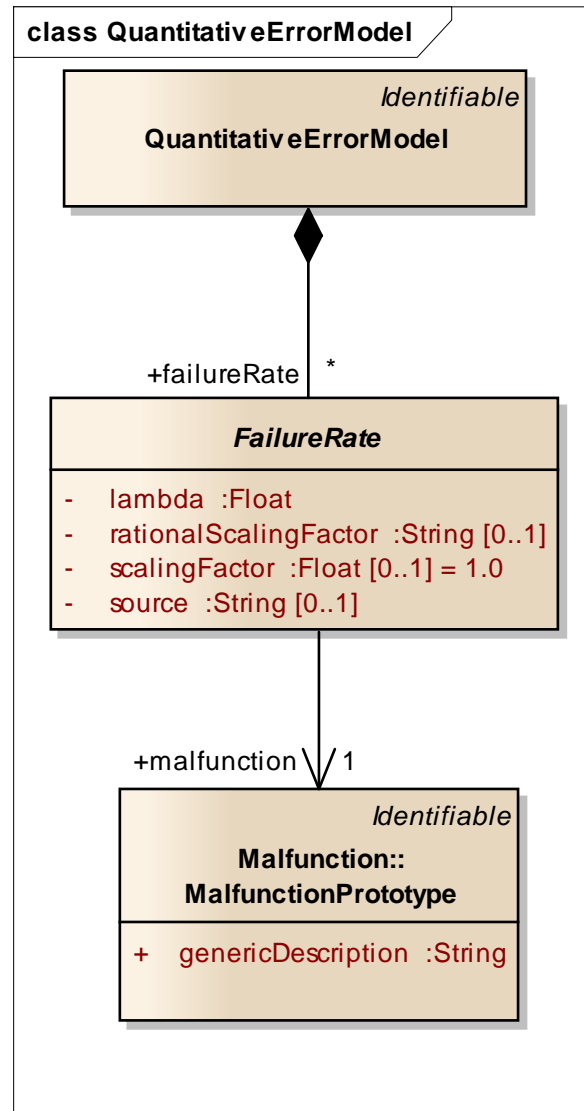 class QuantitativeErrorModel
Identifiable
QuantitativeErrorModel
+failureRate *
FailureRate
- lambda :Float
- rationalScalingFactor :String [0..1]
- scalingFactor :Float [0..1] = 1.0
- source :String [0..1]
+malfunction 1
Identifiable
Malfunction::
MalfunctionPrototype
+ genericDescription :String